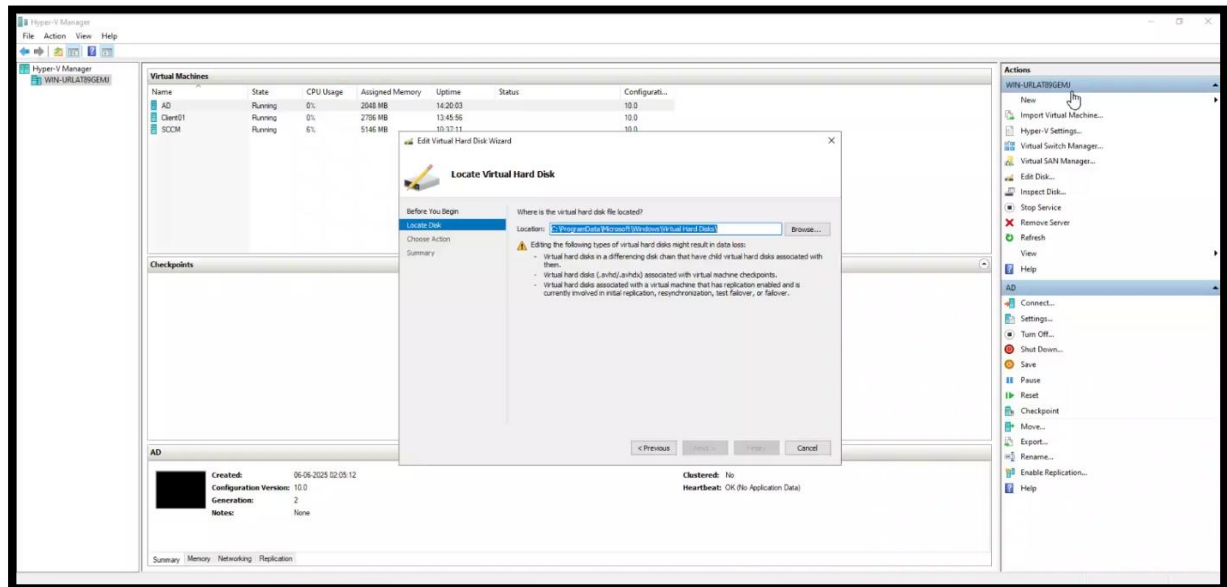 Hyper-V Manager
File Action View Help
Hyper-V Manager
WIN-URLAT89GEMJ
Virtual Machines
Name State CPU Usage Assigned Memory Uptime Status Configurati...
AD Running 0% 2048 MB 14:20:03 10.0
Client01 Running 0% 2786 MB 13:45:56 10.0
SCCM Running 6% 5146 MB 10:37:11 10.0
Edit Virtual Hard Disk Wizard
Locate Virtual Hard Disk
Before You Begin
Locate Disk
Choose Action
Summary
Where is the virtual hard disk file located?
Location: C:\ProgramData\Microsoft\Windows\Virtual Hard Disks\ Browse...
Editing the following types of virtual hard disks might result in data loss:
- Virtual hard disks in a differencing disk chain that have child virtual hard disks associated with
them.
- Virtual hard disks (.avhd/.avhdx) associated with virtual machine checkpoints.
- Virtual hard disks associated with a virtual machine that has replication enabled and is
currently involved in initial replication, resynchronization, test failover, or failover.
< Previous Next > Finish Cancel
Checkpoints
AD
Created: 06-06-2025 02:05:12 Clustered: No
Configuration Version: 10.0 Heartbeat: OK (No Application Data)
Generation: 2
Notes: None
Summary Memory Networking Replication
Actions
WIN-URLAT89GEMJ
New
Import Virtual Machine...
Hyper-V Settings...
Virtual Switch Manager...
Virtual SAN Manager...
Edit Disk...
Inspect Disk...
Stop Service
Remove Server
Refresh
View
Help
AD
Connect...
Settings...
Turn Off...
Shut Down...
Save
Pause
Reset
Checkpoint
Move...
Export...
Rename...
Enable Replication...
Help